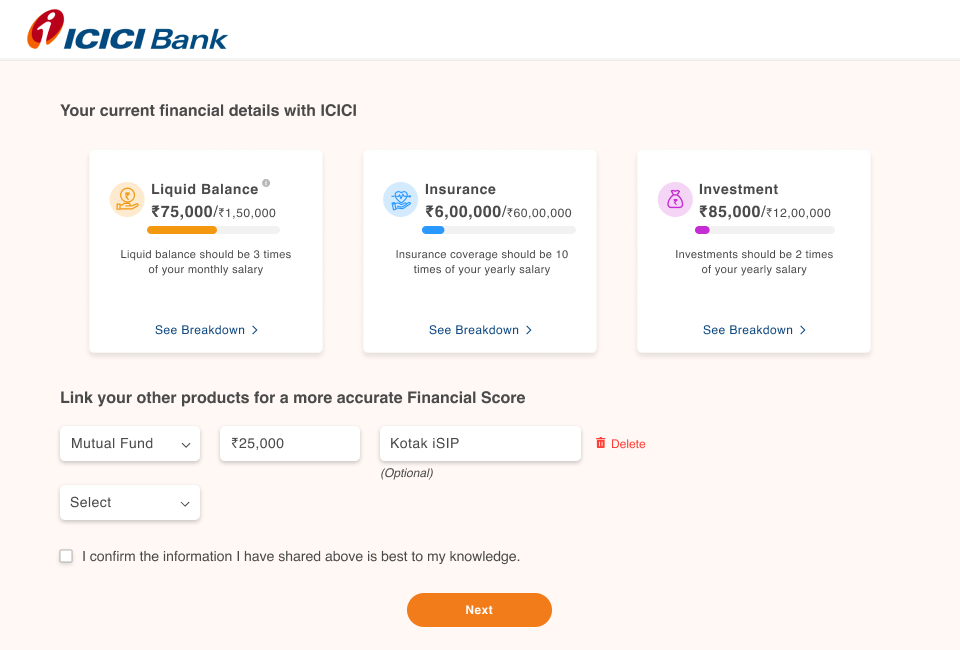 ICICI Bank
Your current financial details with ICICI
Liquid Balance
₹75,000/₹1,50,000
Liquid balance should be 3 times
of your monthly salary
See Breakdown
Insurance
₹6,00,000/₹60,00,000
Insurance coverage should be 10
times of your yearly salary
See Breakdown
Investment
₹85,000/₹12,00,000
Investments should be 2 times
of your yearly salary
See Breakdown
Link your other products for a more accurate Financial Score
Mutual Fund
₹25,000
Kotak iSIP
Delete
(Optional)
Select
I confirm the information I have shared above is best to my knowledge.
Next